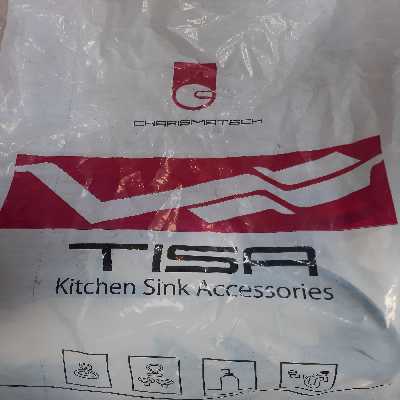 CHARISMATECH
TISA
Kitchen Sink Accessories